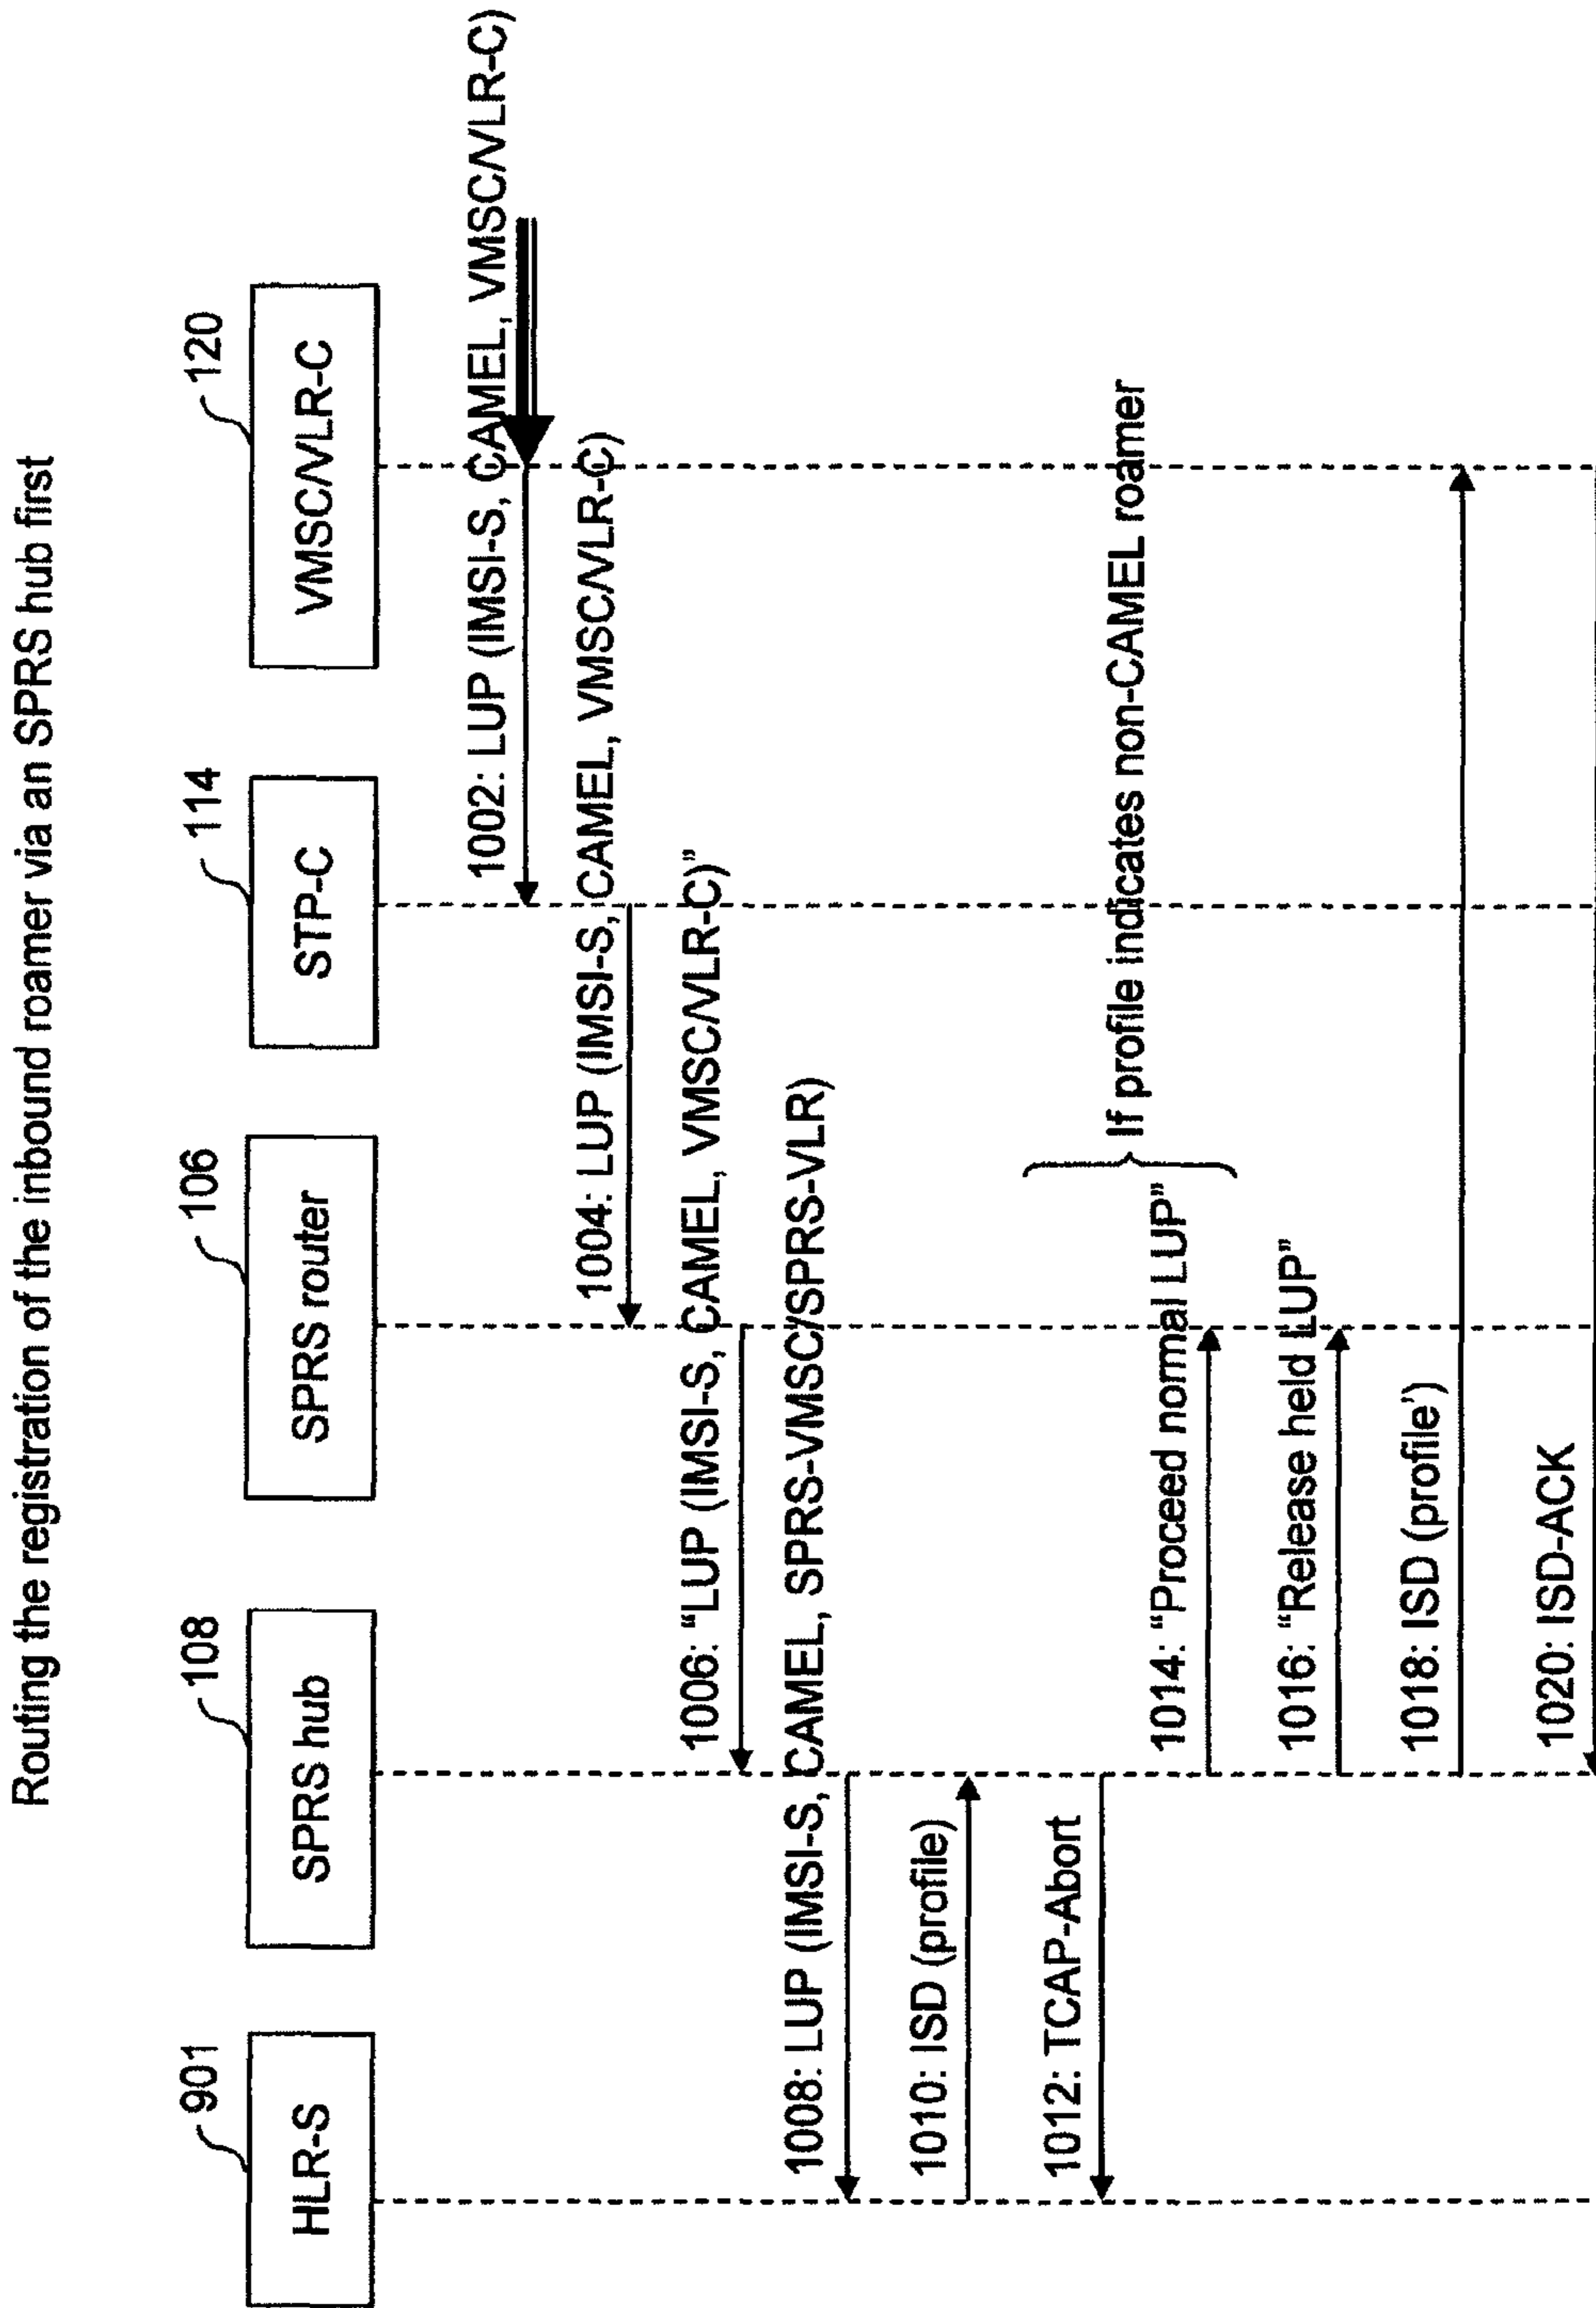 Routing the registration of the inbound roamer via an SPRS hub first
901
108
106
114
120
HLR-S
SPRS hub
SPRS router
STP-C
VMSC/VLR-C
1002: LUP (IMSI-S, CAMEL, VMSC/VLR-C)
1004: LUP (IMSI-S, CAMEL, VMSC/VLR-C)
1006: “LUP (IMSI-S, CAMEL, VMSC/VLR-C)”
1008: LUP (IMSI-S, CAMEL, SPRS-VMSC/SPRS-VLR)
1010: ISD (profile)
1012: TCAP-Abort
If profile indicates non-CAMEL roamer
1014: “Proceed normal LUP”
1016: “Release held LUP”
1018: ISD (profile’)
1020: ISD-ACK